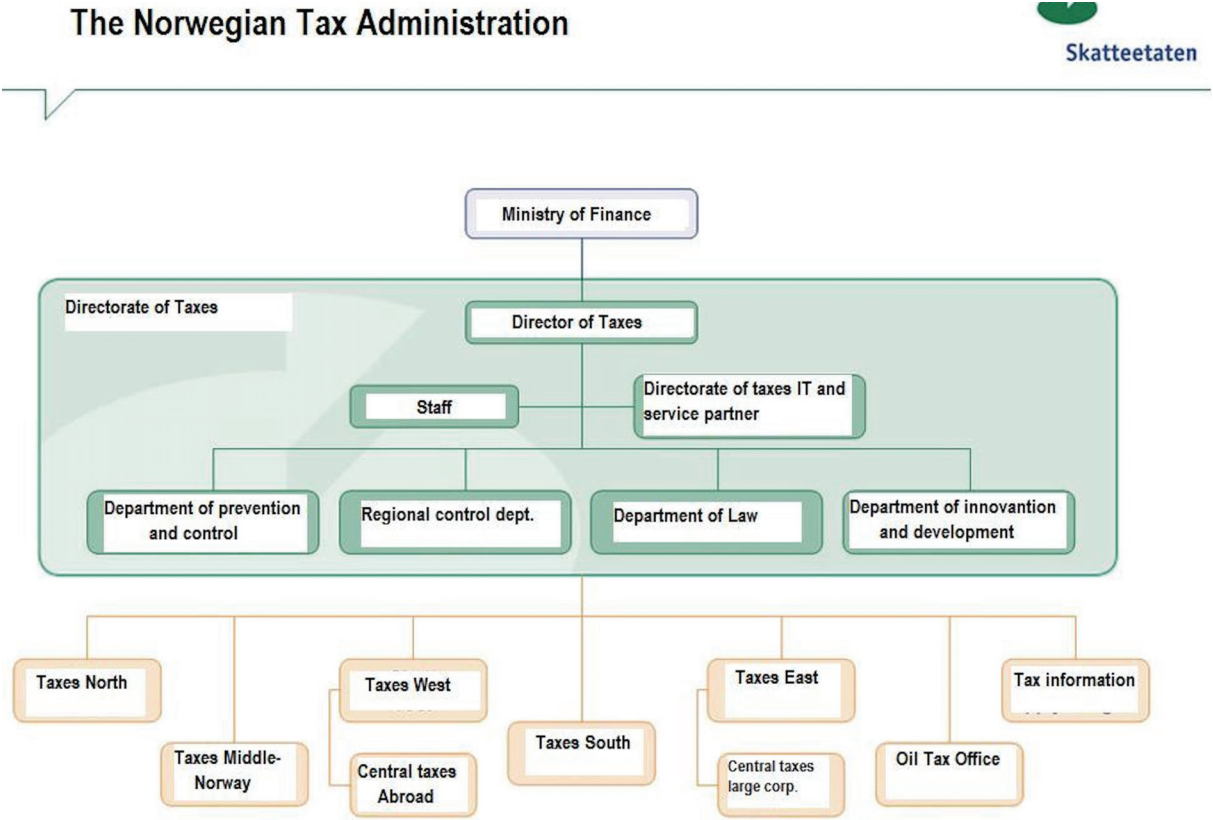 The Norwegian Tax Administration
Skatteetaten
Ministry of Finance
Directorate of Taxes
Director of Taxes
Staff
Directorate of taxes IT and
service partner
Department of prevention
and control
Regional control dept.
Department of Law
Department of innovantion
and development
Taxes North
Taxes West
Taxes East
Tax information
Taxes Middle-
Norway
Central taxes
Abroad
Taxes South
Central taxes
large corp.
Oil Tax Office